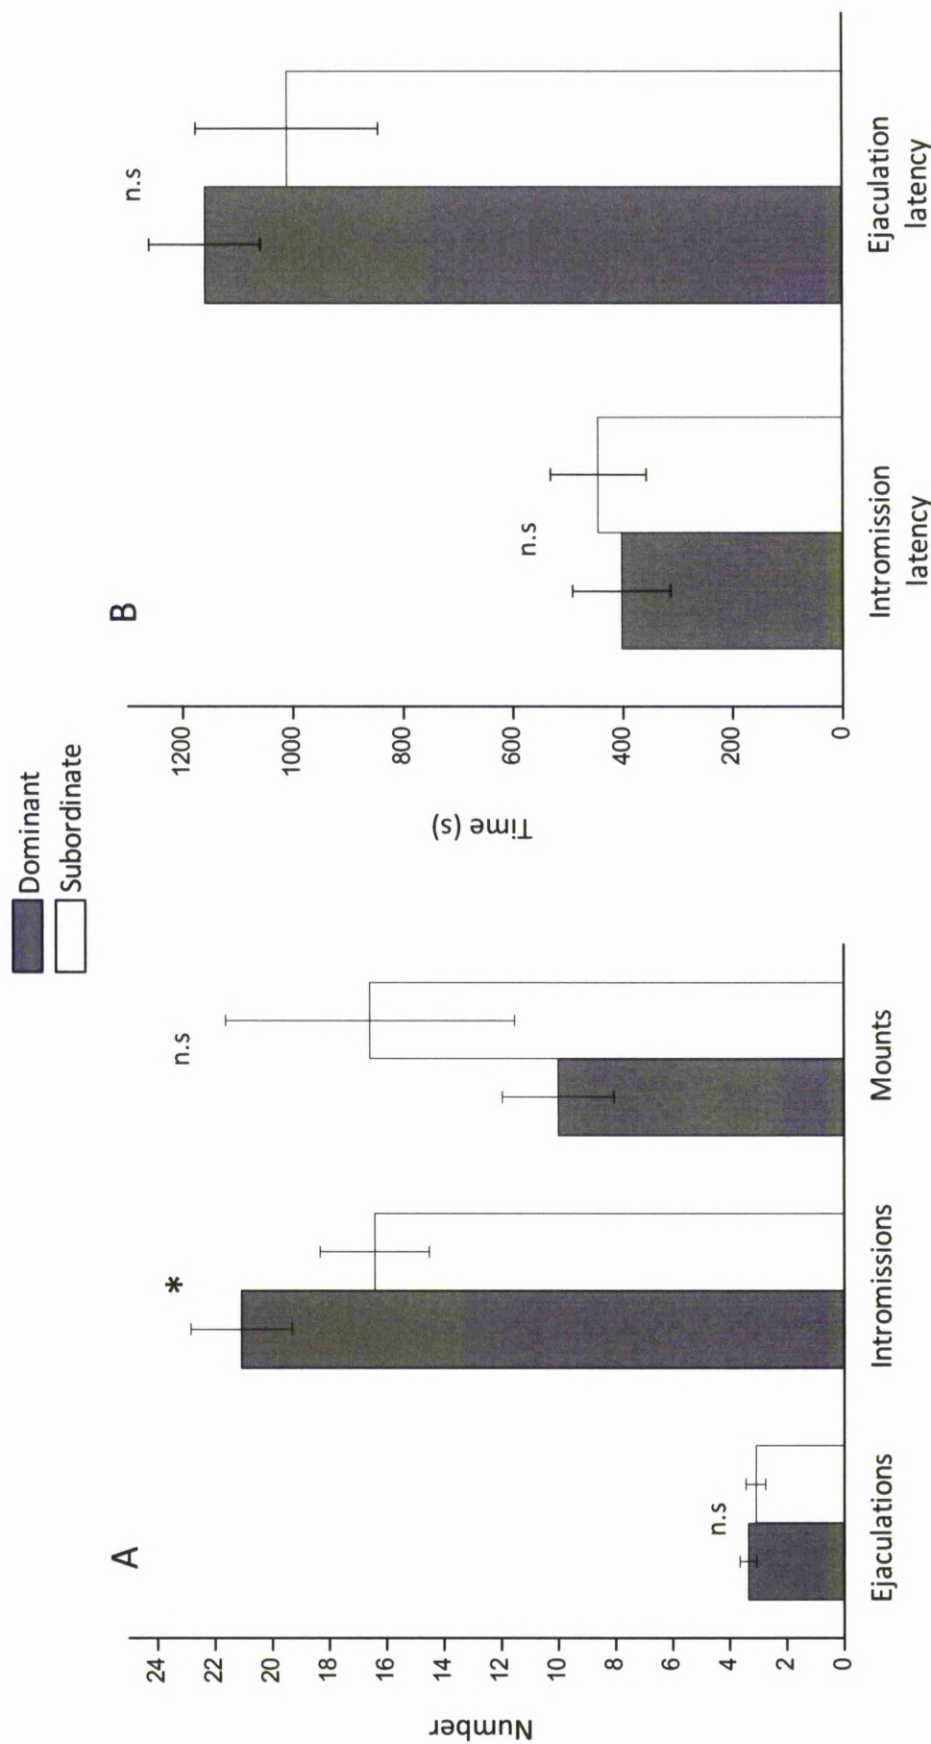 Dominant
Subordinate
A
Number
24
22
20
18
16
14
12
10
8
6
4
2
0
n.s
*
n.s
Ejaculations
Intromissions
Mounts
B
Time (s)
1200
1000
800
600
400
200
0
n.s
n.s
Intromission
latency
Ejaculation
latency